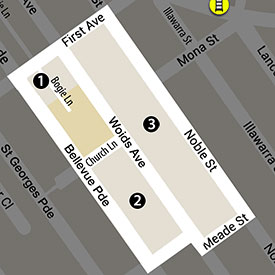 Illawarra St
First Ave
Mona St
Bogie Ln
1
3
Woids Ave
Church Ln
Noble St
Bellevue Pde
St Georges Pde
2
Meade St